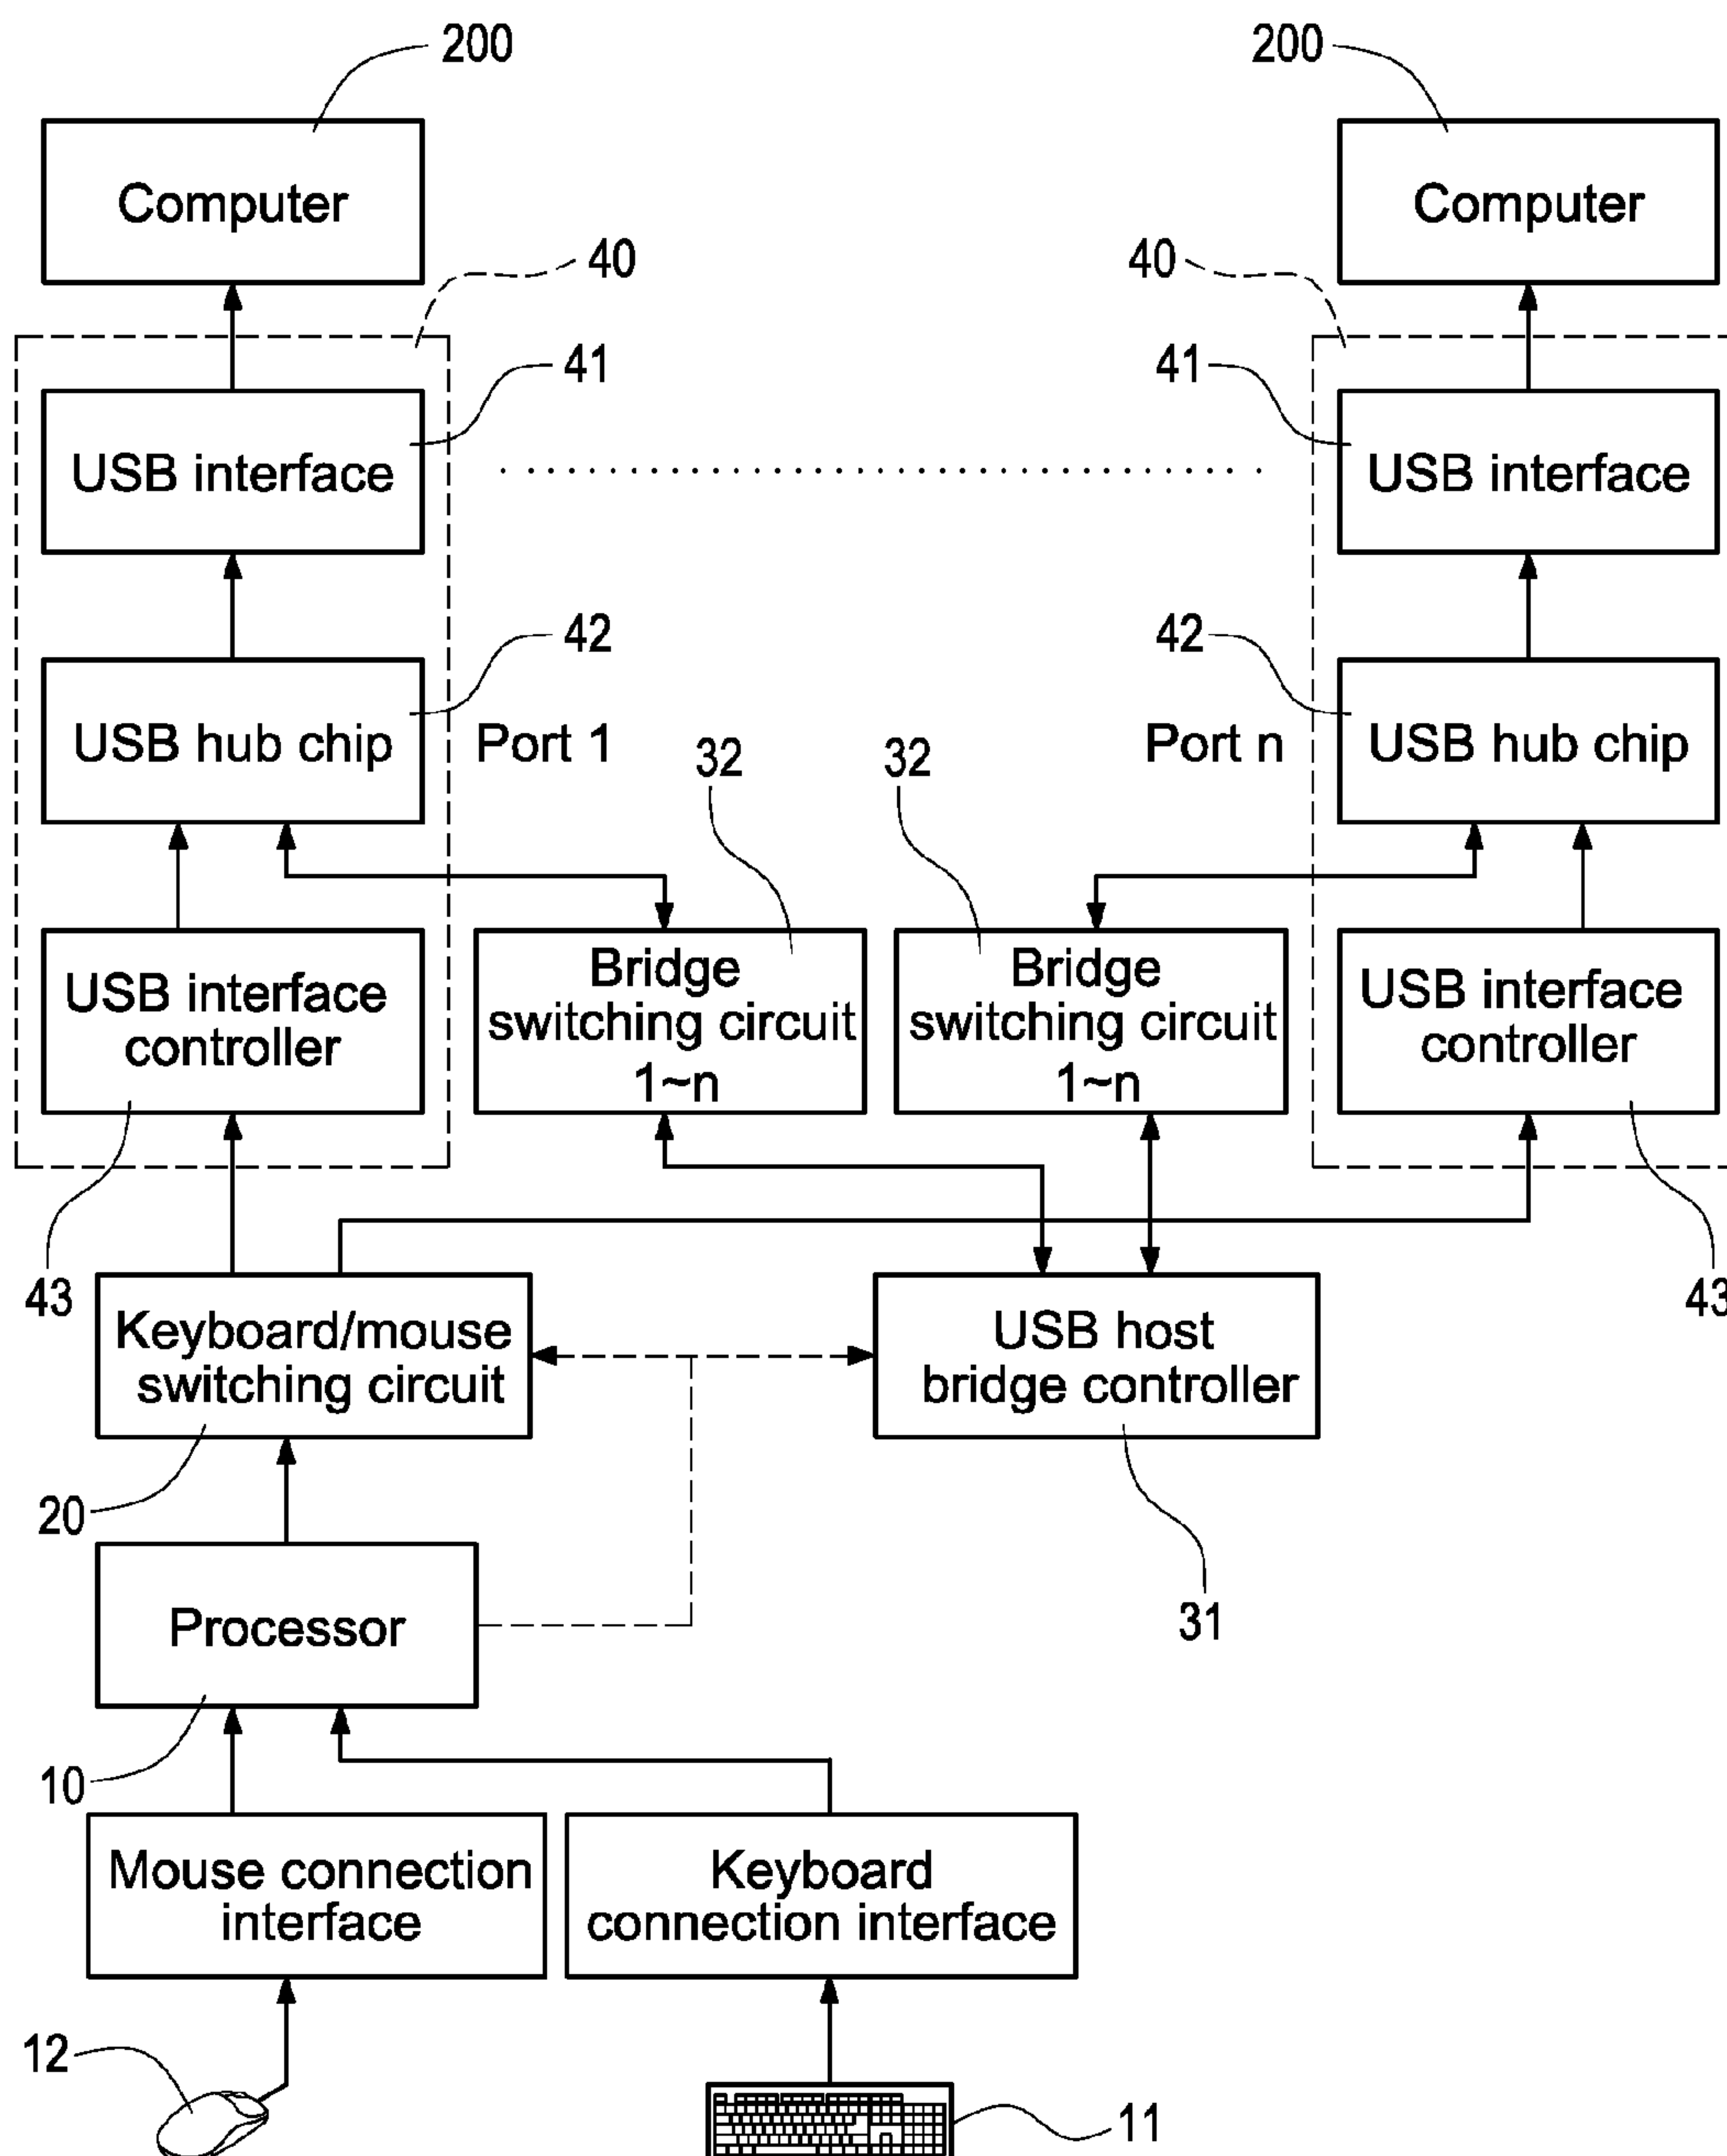 200
200
Computer
Computer
40
40
41
41
USB interface
USB interface
42
42
USB hub chip
Port 1
Port n
USB hub chip
32
32
USB interface
controller
Bridge
switching circuit
1~n
Bridge
switching circuit
1~n
USB interface
controller
43
43
Keyboard/mouse
switching circuit
USB host
bridge controller
20
31
Processor
10
Mouse connection
interface
Keyboard
connection interface
12
11